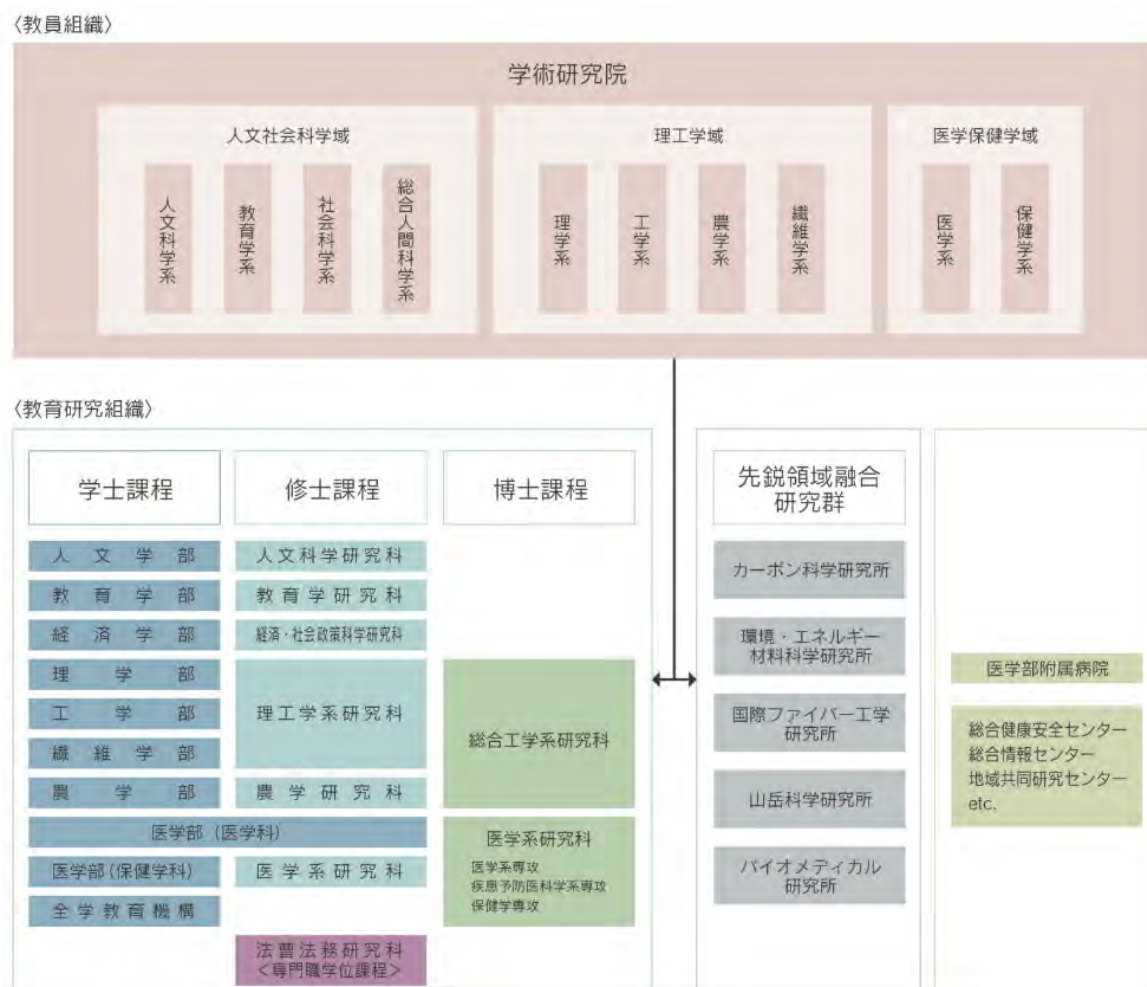 〈教員組織〉
学術研究院
人文社会科学域
人文科学系
教育学系
社会科学系
総合人間科学系
理工学域
理学系
工学系
農学系
繊維学系
医学保健学域
医学系
保健学系
〈教育研究組織〉
学士課程
人文学部
教育学部
経済学部
理学部
工学部
繊維学部
農学部
医学部（医学科）
医学部（保健学科）
全学教育機構
修士課程
人文科学研究科
教育学研究科
経済・社会政策科学研究科
理工学系研究科
農学研究科
医学系研究科
法曹法務研究科
＜専門職学位課程＞
博士課程
総合工学系研究科
医学系研究科
医学系専攻
疾患予防医科学系専攻
保健学専攻
先鋭領域融合
研究群
カーボン科学研究所
環境・エネルギー
材料科学研究所
国際ファイバー工学
研究所
山岳科学研究所
バイオメディカル
研究所
医学部附属病院
総合健康安全センター
総合情報センター
地域共同研究センター
etc.